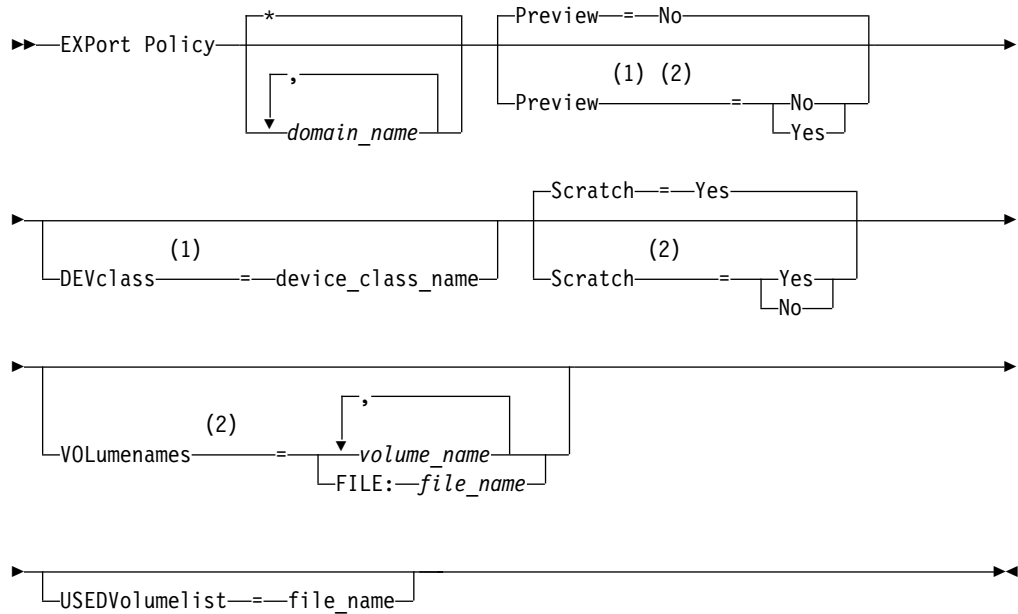 * Preview = No
EXPort Policy
, (1) (2)
Preview = No
domain_name Yes
Scratch = Yes
(1) (2)
DEVclass = device_class_name Scratch = Yes
No
,
(2)
VOLumenames = volume_name
FILE: file_name
USEDVolumelist = file_name